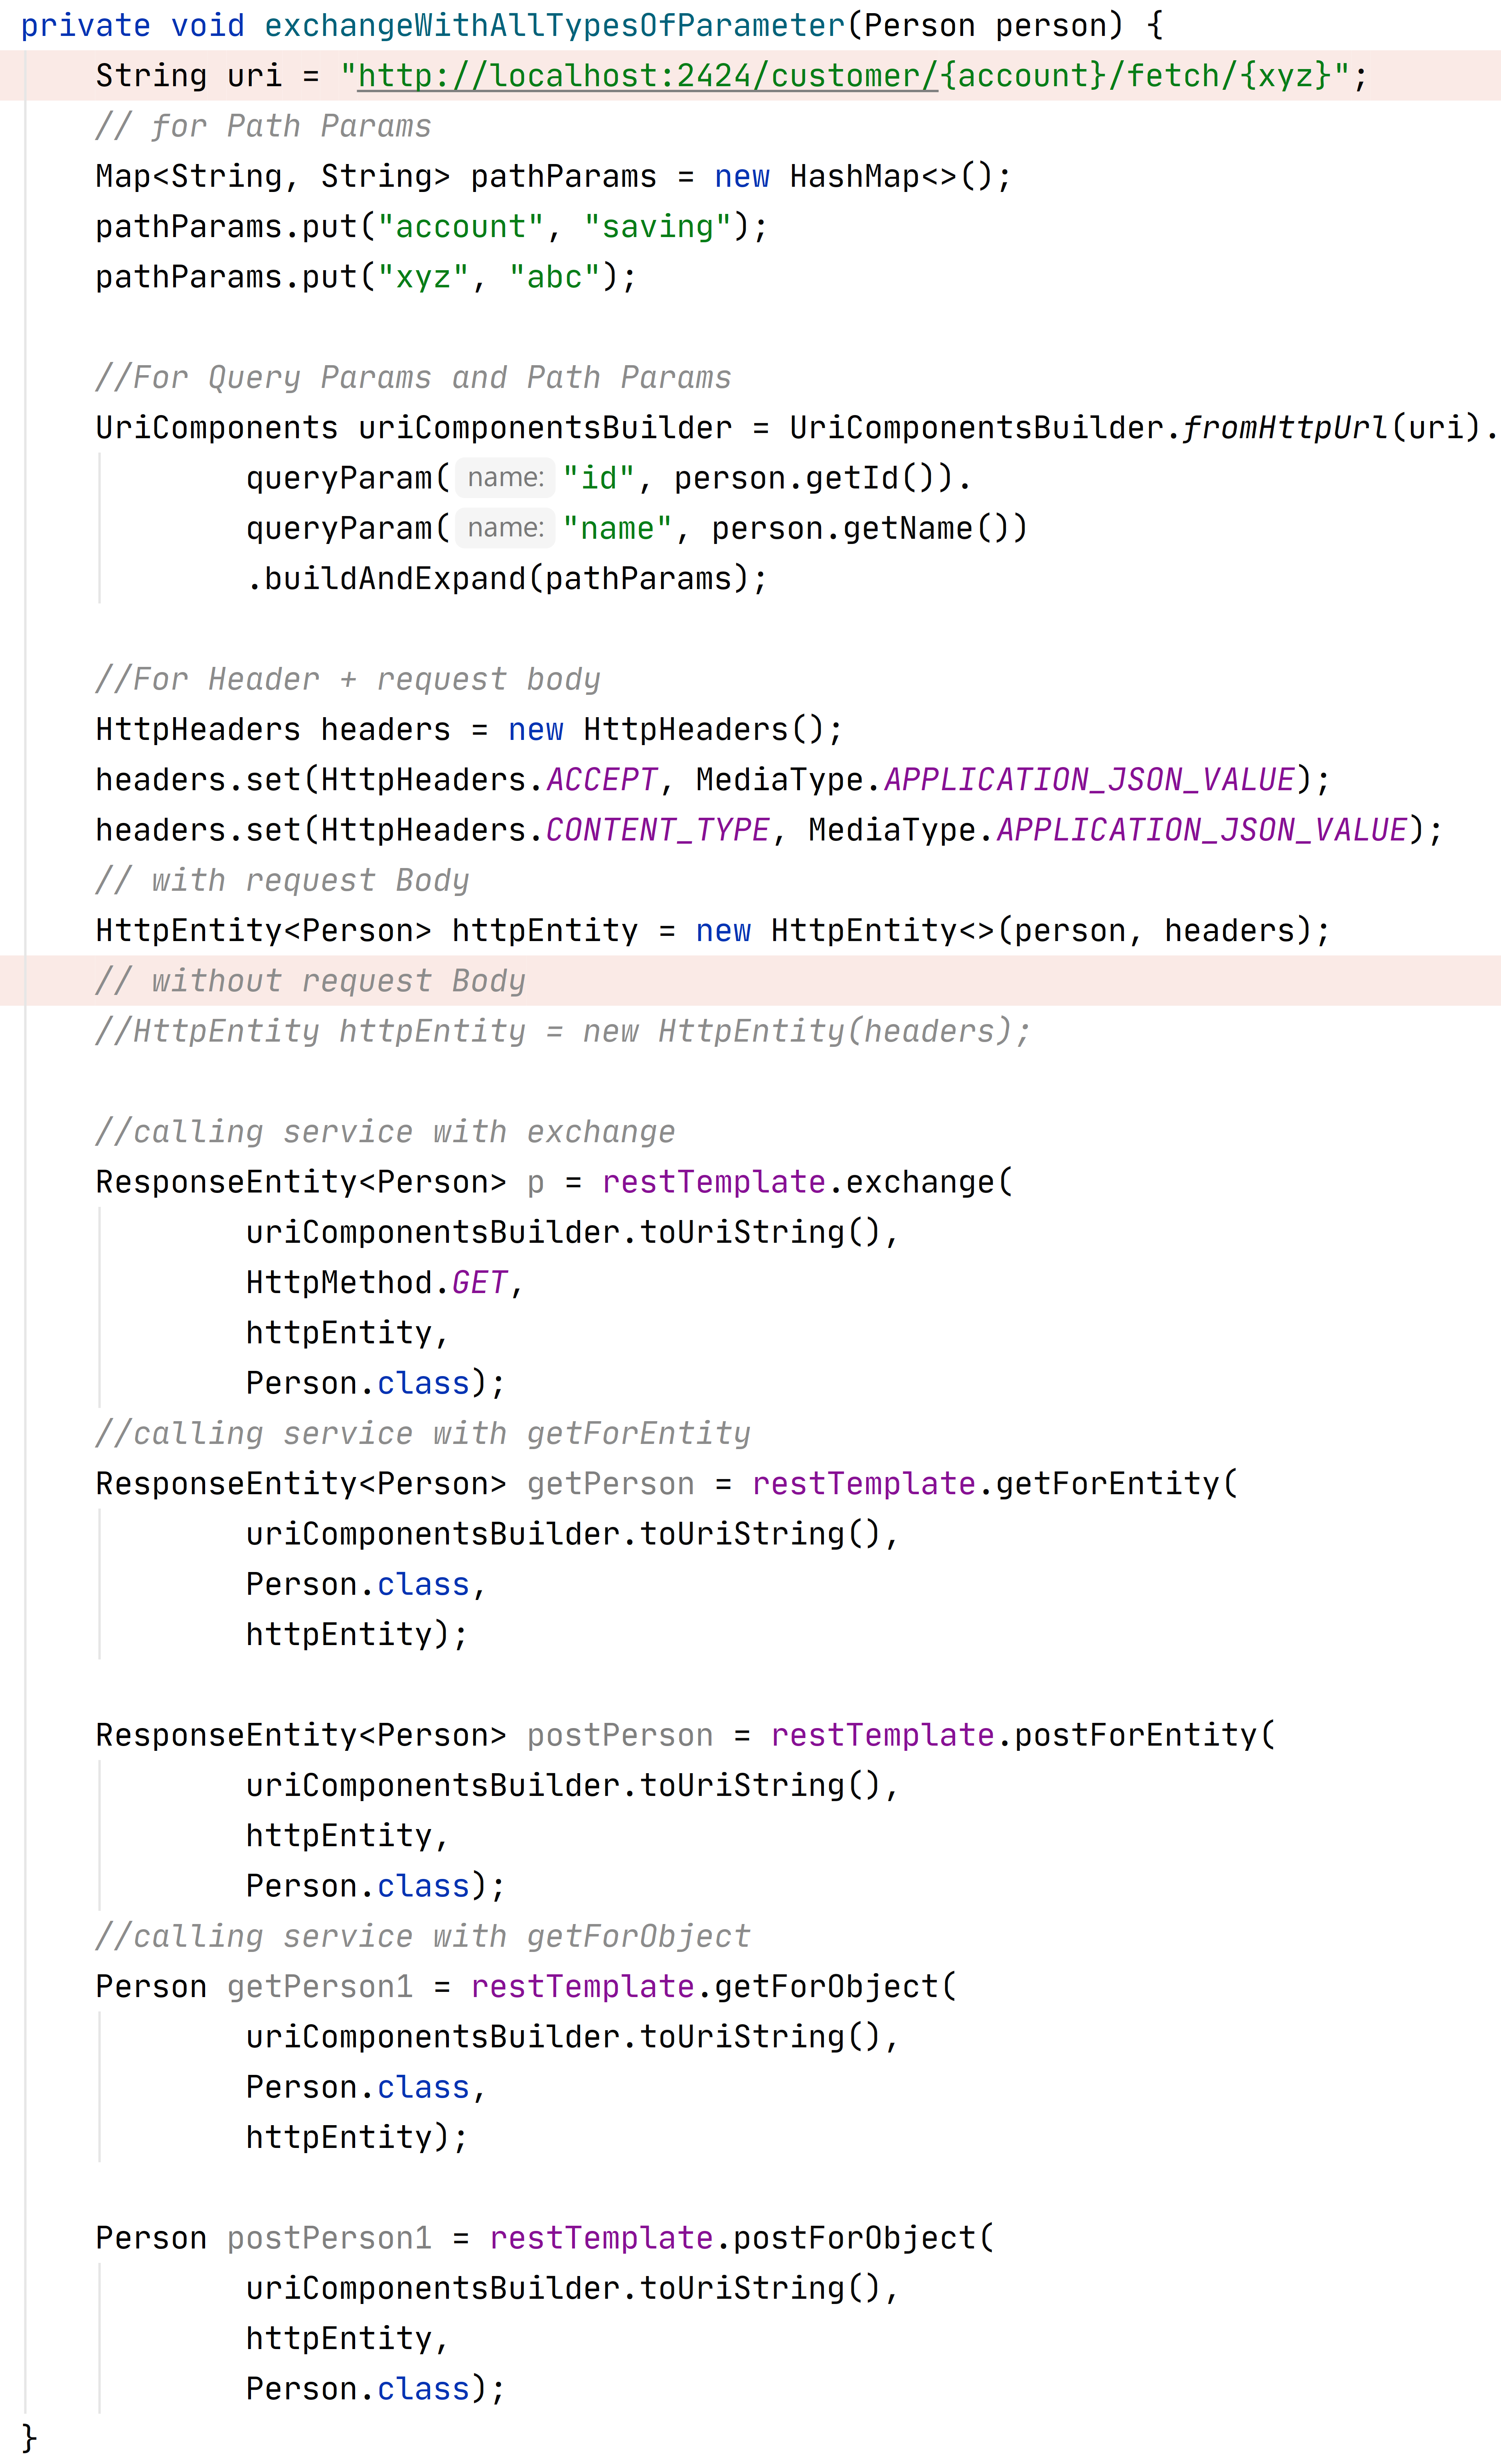 private void exchangeWithAllTypesOfParameter(Person person) {
    String uri = "http://localhost:2424/customer/{account}/fetch/{xyz}";
    // for Path Params
    Map<String, String> pathParams = new HashMap<>();
    pathParams.put("account", "saving");
    pathParams.put("xyz", "abc");

    //For Query Params and Path Params
    UriComponents uriComponentsBuilder = UriComponentsBuilder.fromHttpUrl(uri).
            queryParam( name: "id", person.getId()).
            queryParam( name: "name", person.getName())
            .buildAndExpand(pathParams);

    //For Header + request body
    HttpHeaders headers = new HttpHeaders();
    headers.set(HttpHeaders.ACCEPT, MediaType.APPLICATION_JSON_VALUE);
    headers.set(HttpHeaders.CONTENT_TYPE, MediaType.APPLICATION_JSON_VALUE);
    // with request Body
    HttpEntity<Person> httpEntity = new HttpEntity<>(person, headers);
    // without request Body
    //HttpEntity httpEntity = new HttpEntity(headers);

    //calling service with exchange
    ResponseEntity<Person> p = restTemplate.exchange(
            uriComponentsBuilder.toUriString(),
            HttpMethod.GET,
            httpEntity,
            Person.class);
    //calling service with getForEntity
    ResponseEntity<Person> getPerson = restTemplate.getForEntity(
            uriComponentsBuilder.toUriString(),
            Person.class,
            httpEntity);

    ResponseEntity<Person> postPerson = restTemplate.postForEntity(
            uriComponentsBuilder.toUriString(),
            httpEntity,
            Person.class);
    //calling service with getForObject
    Person getPerson1 = restTemplate.getForObject(
            uriComponentsBuilder.toUriString(),
            Person.class,
            httpEntity);

    Person postPerson1 = restTemplate.postForObject(
            uriComponentsBuilder.toUriString(),
            httpEntity,
            Person.class);
}